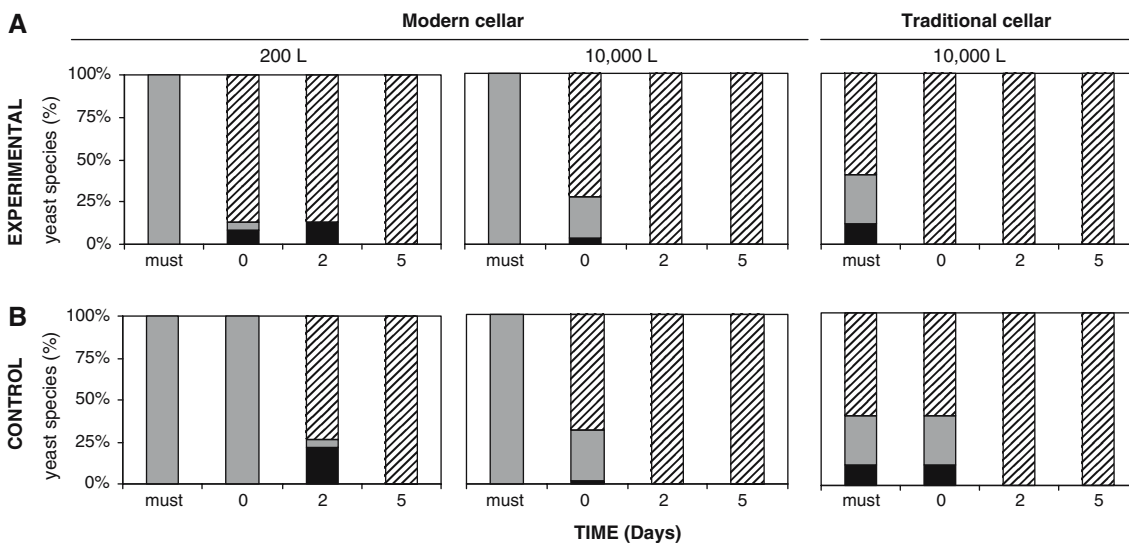 A
Modern cellar
Traditional cellar
200 L
10,000 L
10,000 L
EXPERIMENTAL
yeast species (%)
100%
75%
50%
25%
0%
must 0 2 5
must 0 2 5
must 0 2 5
B
CONTROL
yeast species (%)
100%
75%
50%
25%
0%
must 0 2 5
must 0 2 5
must 0 2 5
TIME (Days)